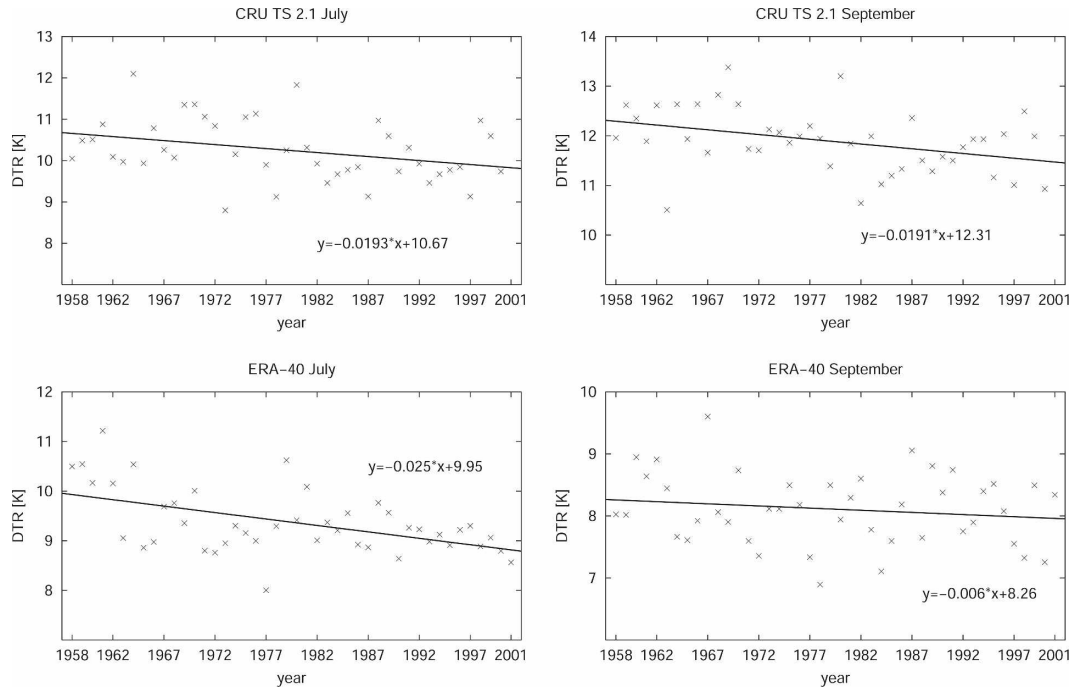 CRU TS 2.1 July
13
12
11
10
9
8
DTR [K]
y=−0.0193*x+10.67
1958 1962 1967 1972 1977 1982 1987 1992 1997 2001
year
CRU TS 2.1 September
14
13
12
11
10
DTR [K]
y=−0.0191*x+12.31
1958 1962 1967 1972 1977 1982 1987 1992 1997 2001
year
ERA−40 July
12
11
10
9
8
DTR [K]
y=−0.025*x+9.95
1958 1962 1967 1972 1977 1982 1987 1992 1997 2001
year
ERA−40 September
10
9
8
7
DTR [K]
y=−0.006*x+8.26
1958 1962 1967 1972 1977 1982 1987 1992 1997 2001
year